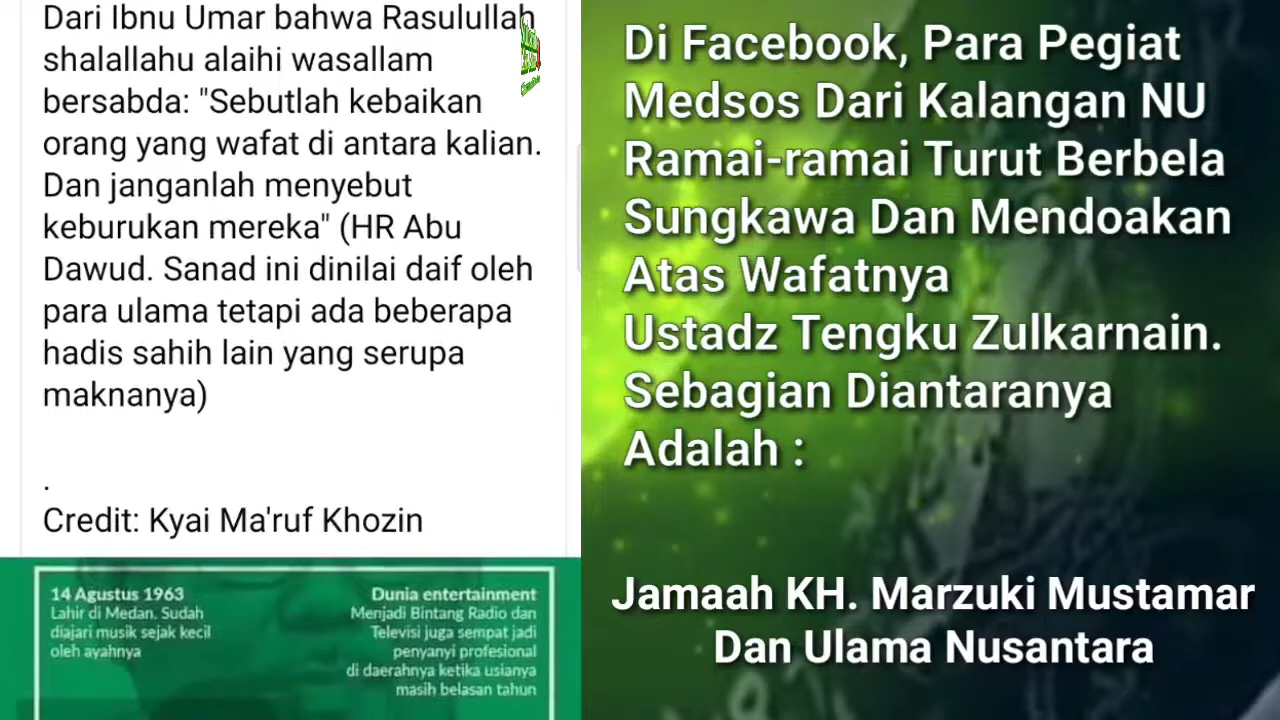 Dari Ibnu Umar bahwa Rasulullah
shalallahu alaihi wasallam
bersabda: "Sebutlah kebaikan
orang yang wafat di antara kalian.
Dan janganlah menyebut
keburukan mereka" (HR Abu
Dawud. Sanad ini dinilai daif oleh
para ulama tetapi ada beberapa
hadis sahih lain yang serupa
maknanya)
.
Credit: Kyai Ma'ruf Khozin
14 Agustus 1963
Lahir di Medan. Sudah
diajari musik sejak kecil
oleh ayahnya
Dunia entertainment
Menjadi Bintang Radio dan
Televisi juga sempat jadi
penyanyi profesional
di daerahnya ketika usianya
masih belasan tahun
Di Facebook, Para Pegiat
Medsos Dari Kalangan NU
Ramai-ramai Turut Berbela
Sungkawa Dan Mendoakan
Atas Wafatnya
Ustadz Tengku Zulkarnain.
Sebagian Diantaranya
Adalah :
Jamaah KH. Marzuki Mustamar
Dan Ulama Nusantara